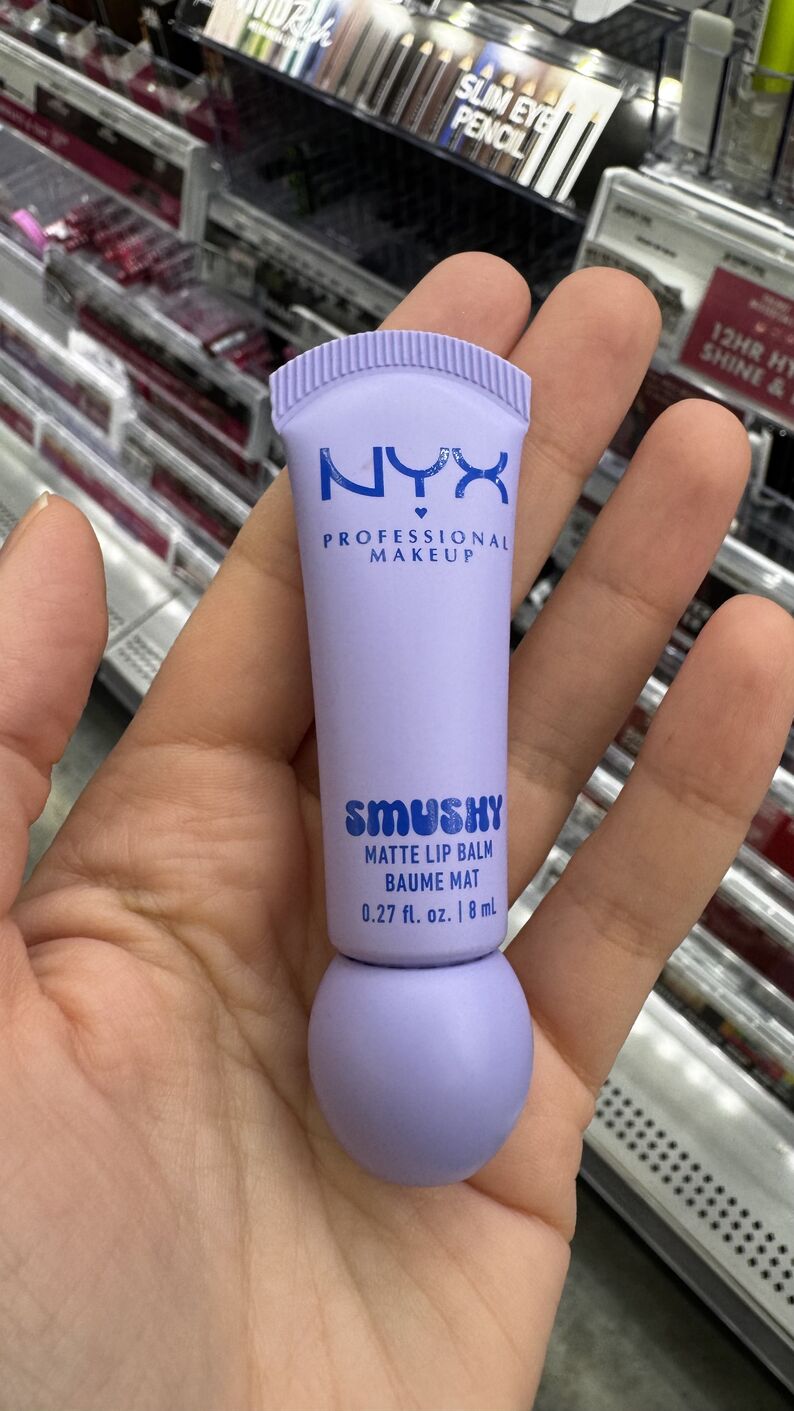 SLIM EYE
PENCIL
12HR
SHINE &
NYX
PROFESSIONAL
MAKEUP
SMUSHY
MATTE LIP BALM
BAUME MAT
0.27 fl. oz. | 8 mL